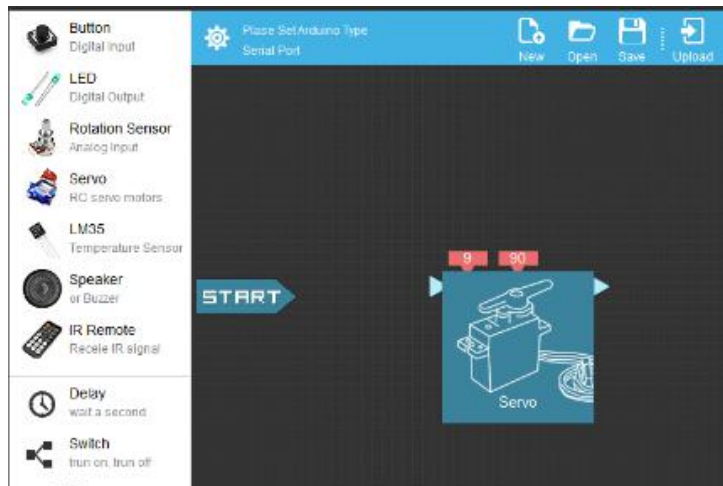 Button
Digital Input
LED
Digital Output
Rotation Sensor
Analog Input
Servo
RC servo motors
LM35
Temperature Sensor
Speaker
or Buzzer
IR Remote
Recele IR signal
Delay
wait a second
Switch
trun on, trun off
Plase Set Arduino Type
Serial Port
New
Open
Save
Upload
START
9
90
Servo